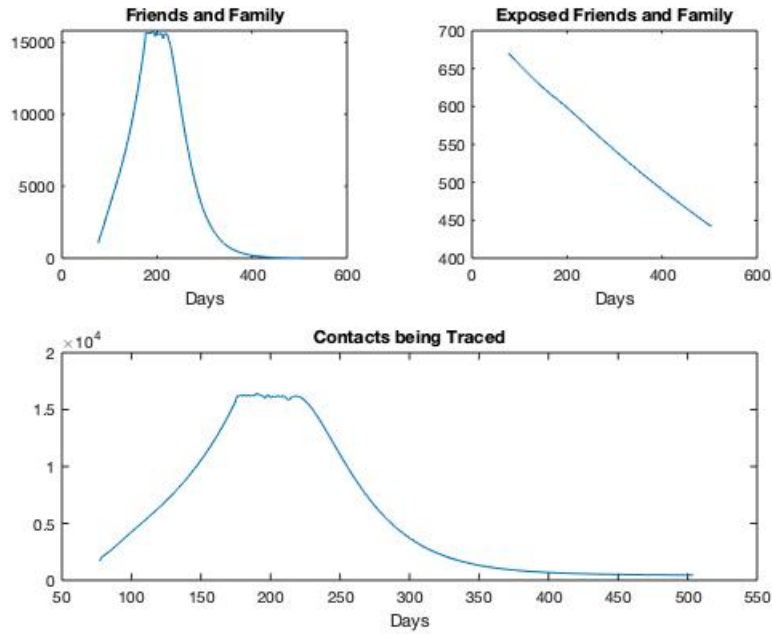 Friends and Family
15000
10000
5000
0
0 200 400 600
Days
Exposed Friends and Family
700
650
600
550
500
450
400
0 200 400 600
Days
Contacts being Traced
×10⁴
2
1.5
1
0.5
0
50 100 150 200 250 300 350 400 450 500 550
Days